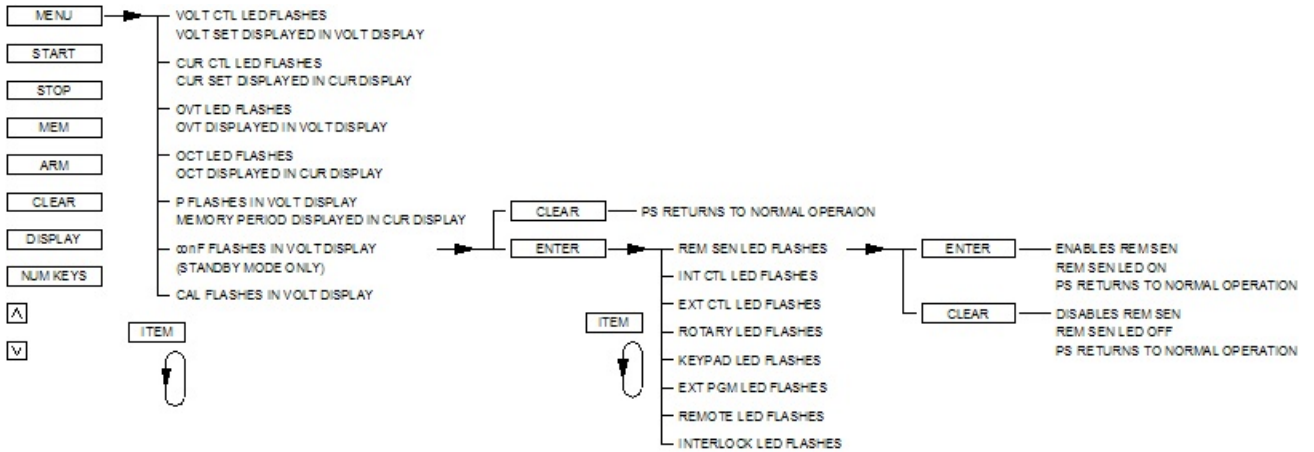 MENU
START
STOP
MEM
ARM
CLEAR
DISPLAY
NUM KEYS
VOLT CTL LED FLASHES
VOLT SET DISPLAYED IN VOLT DISPLAY
CUR CTL LED FLASHES
CUR SET DISPLAYED IN CUR DISPLAY
OVT LED FLASHES
OVT DISPLAYED IN VOLT DISPLAY
OCT LED FLASHES
OCT DISPLAYED IN CUR DISPLAY
P FLASHES IN VOLT DISPLAY
MEMORY PERIOD DISPLAYED IN CUR DISPLAY
conF FLASHES IN VOLT DISPLAY
(STANDBY MODE ONLY)
CAL FLASHES IN VOLT DISPLAY
ITEM
CLEAR
PS RETURNS TO NORMAL OPERAION
ENTER
REM SEN LED FLASHES
INT CTL LED FLASHES
EXT CTL LED FLASHES
ROTARY LED FLASHES
KEYPAD LED FLASHES
EXT PGM LED FLASHES
REMOTE LED FLASHES
INTERLOCK LED FLASHES
ITEM
ENTER
ENABLES REM SEN
REM SEN LED ON
PS RETURNS TO NORMAL OPERATION
CLEAR
DISABLES REM SEN
REM SEN LED OFF
PS RETURNS TO NORMAL OPERATION